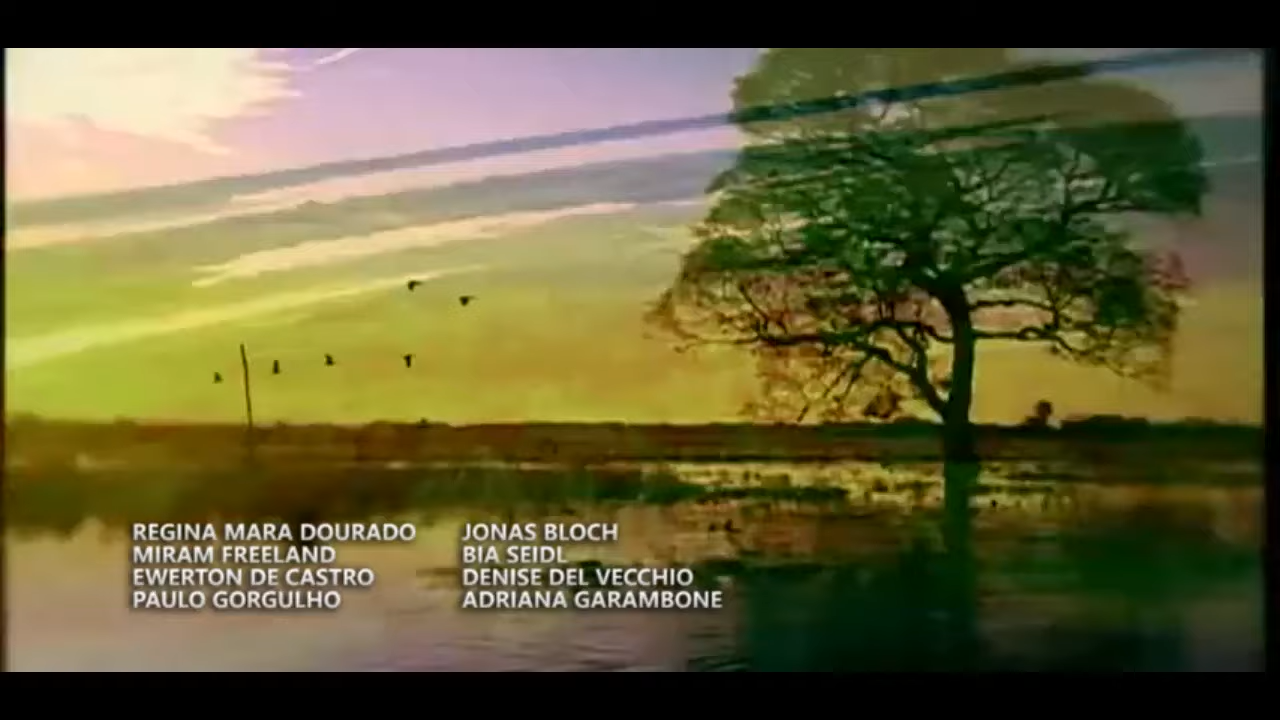 REGINA MARA DOURADO
MIRAM FREELAND
EWERTON DE CASTRO
PAULO GORGULHO
JONAS BLOCH
BIA SEIDL
DENISE DEL VECCHIO
ADRIANA GARAMBONE